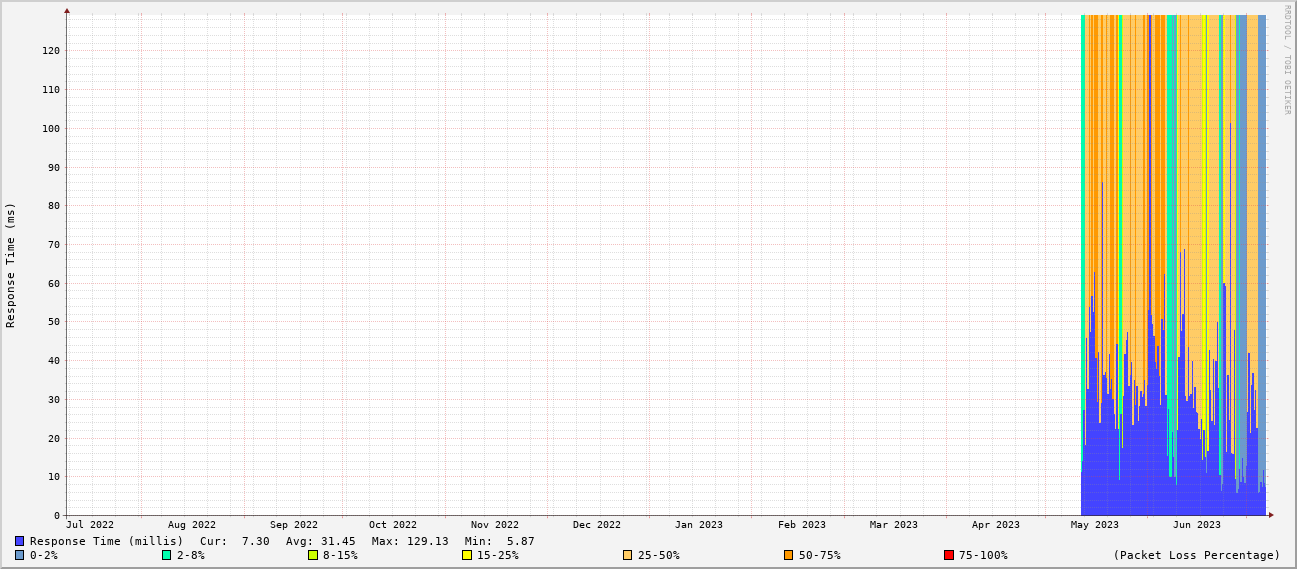 RRDTOOL / TOBI OETIKER
Response Time (ms)
120
110
100
90
80
70
60
50
40
30
20
10
0
Jul 2022 Aug 2022 Sep 2022 Oct 2022 Nov 2022 Dec 2022 Jan 2023 Feb 2023 Mar 2023 Apr 2023 May 2023 Jun 2023
Response Time (millis) Cur: 7.30 Avg: 31.45 Max: 129.13 Min: 5.87
0-2% 2-8% 8-15% 15-25% 25-50% 50-75% 75-100% (Packet Loss Percentage)